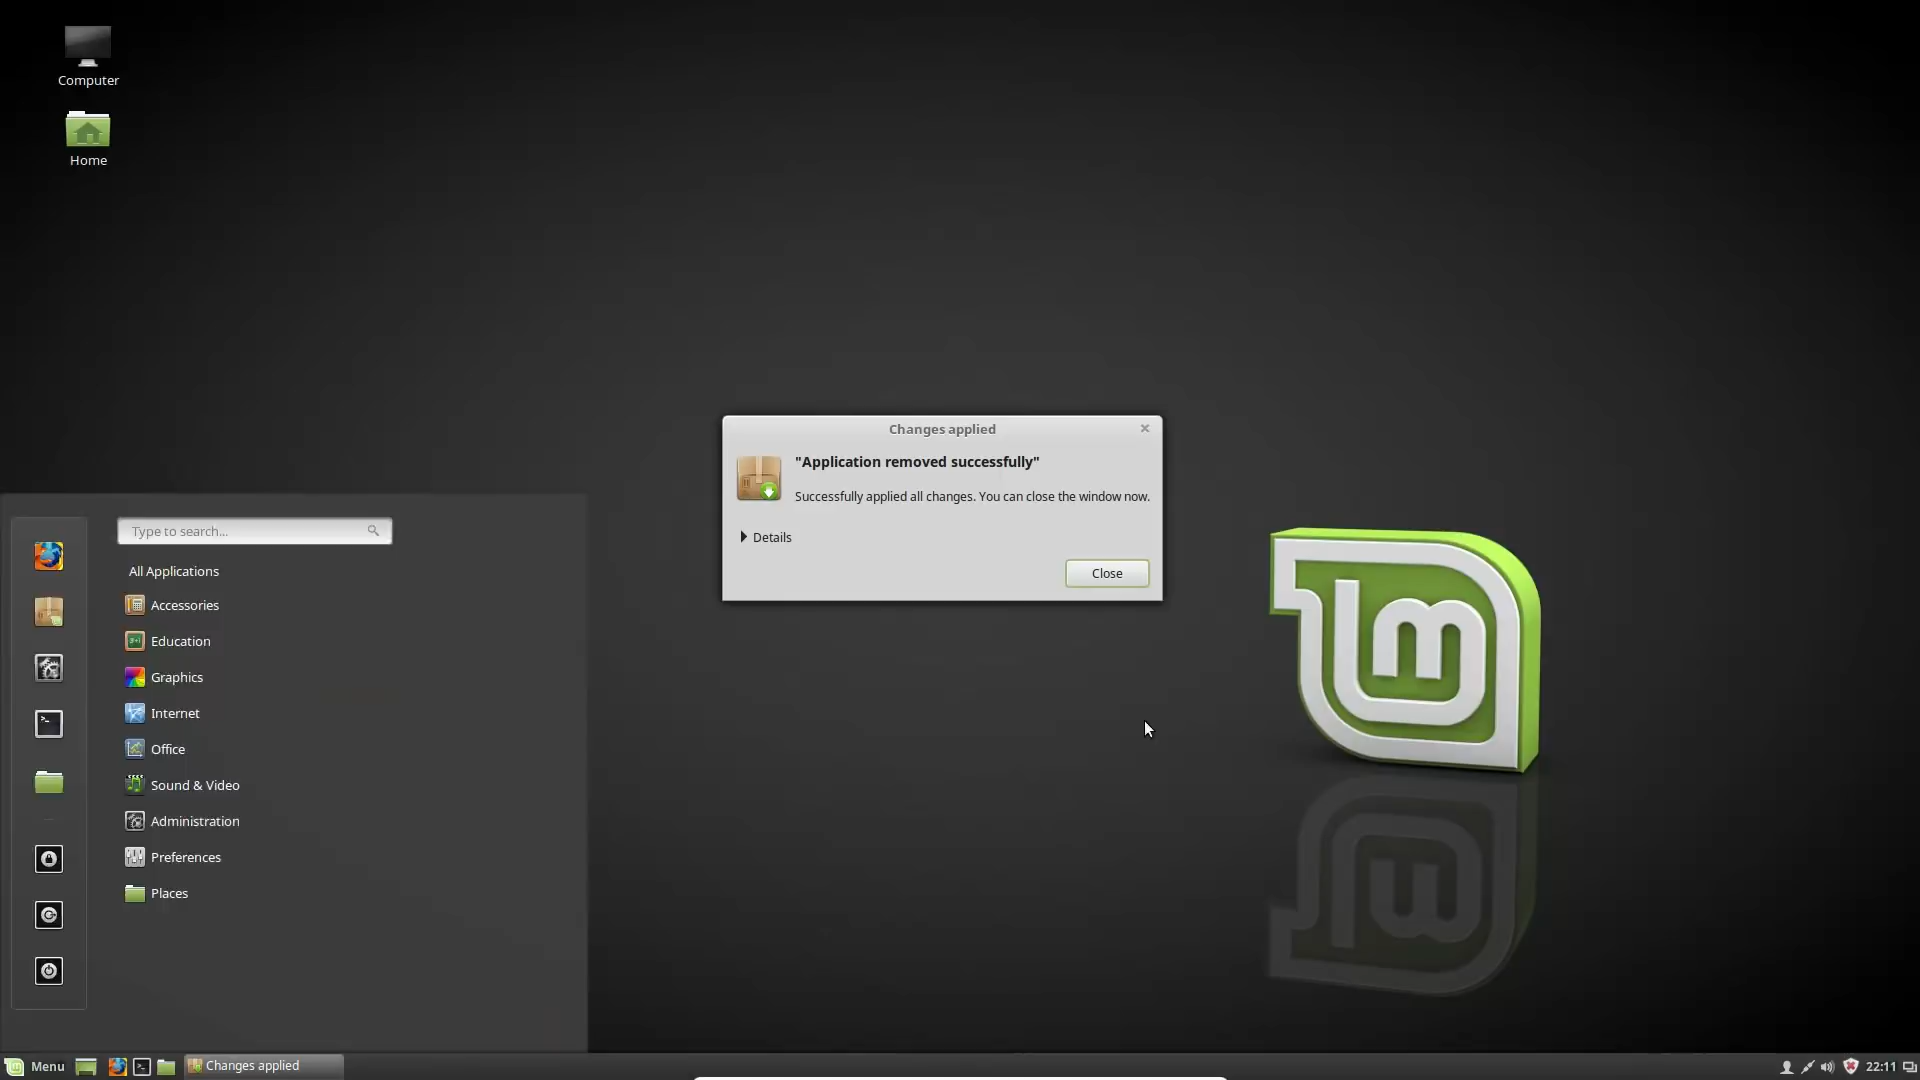 Computer
Home
Changes applied
"Application removed successfully"
Successfully applied all changes. You can close the window now.
Details
Close
Type to search...
All Applications
Accessories
Education
Graphics
Internet
Office
Sound & Video
Administration
Preferences
Places
Menu
Changes applied
22:11